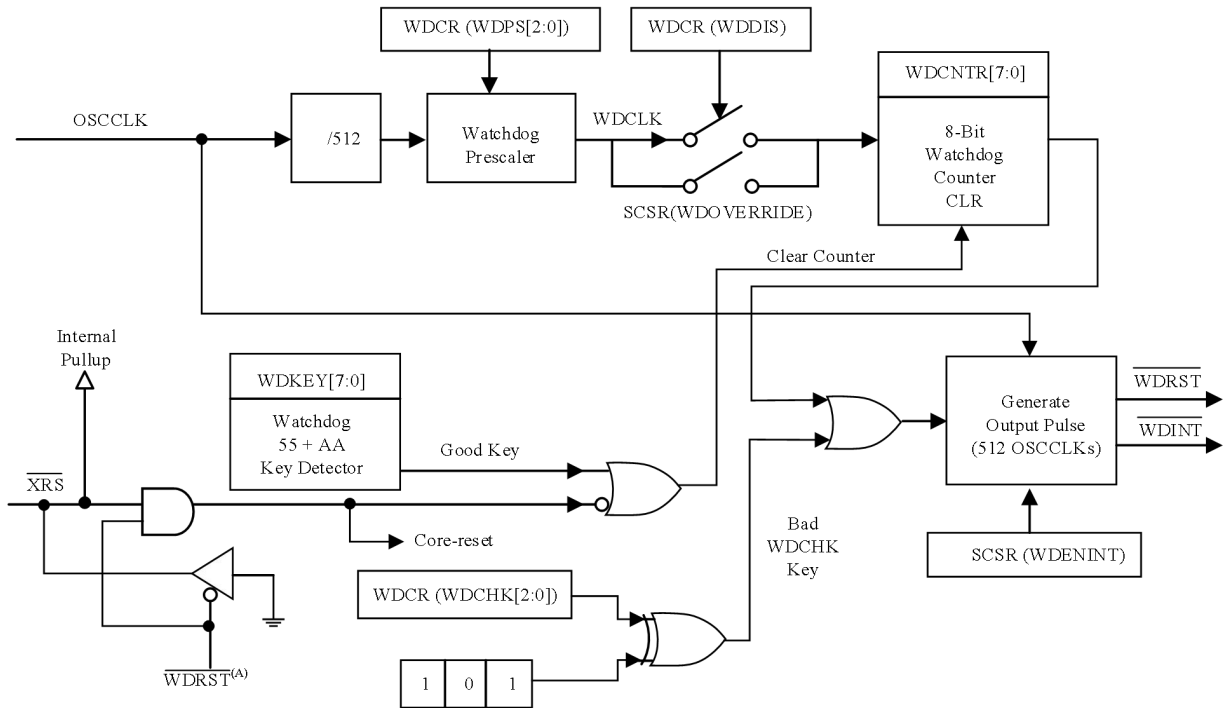 WDCR (WDPS[2:0])
WDCR (WDDIS)
WDCNTR[7:0]
OSCCLK
/512
Watchdog
Prescaler
WDCLK
8-Bit
Watchdog
Counter
CLR
SCSR(WDOVERRIDE)
Clear Counter
Internal
Pullup
WDKEY[7:0]
Watchdog
55 + AA
Key Detector
Good Key
Generate
Output Pulse
(512 OSCCLKs)
WDRST
WDINT
XRS
Core-reset
Bad
WDCHK
Key
SCSR (WDENINT)
WDCR (WDCHK[2:0])
WDRST(A)
1 0 1